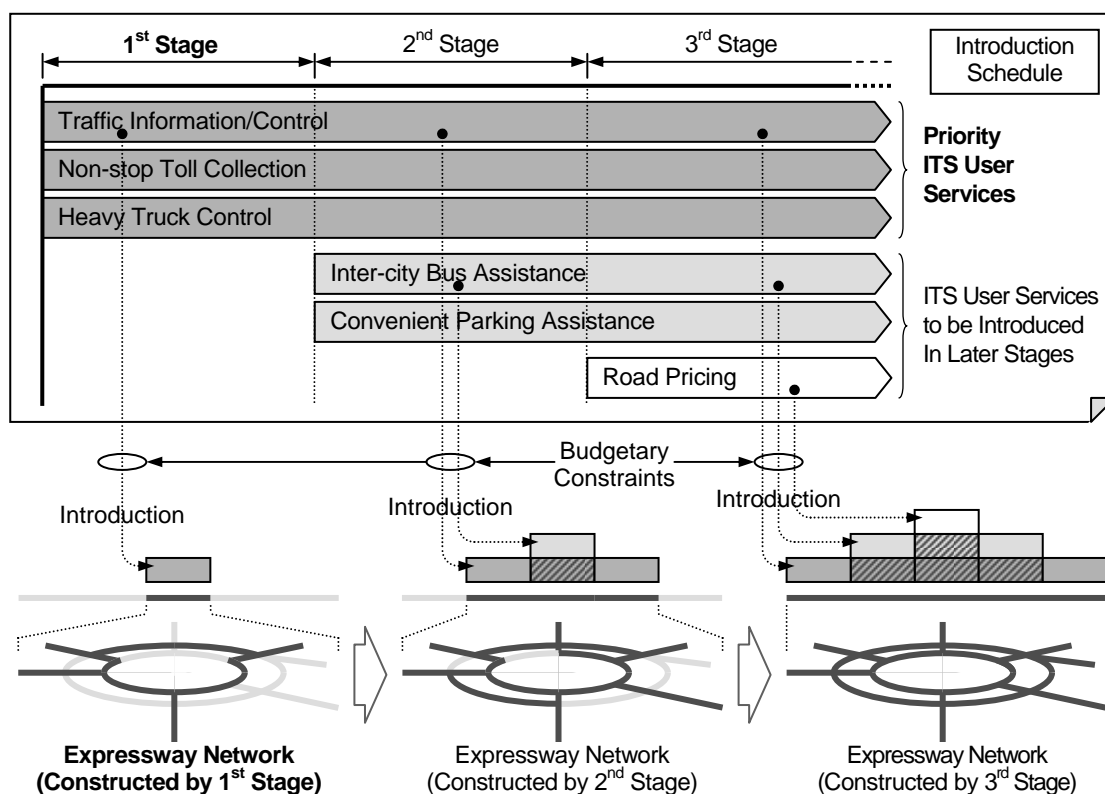 1st Stage
2nd Stage
3rd Stage
Introduction
Schedule
Traffic Information/Control
Non-stop Toll Collection
Heavy Truck Control
Priority
ITS User
Services
Inter-city Bus Assistance
Convenient Parking Assistance
Road Pricing
ITS User Services
to be Introduced
In Later Stages
Budgetary
Constraints
Introduction
Introduction
Introduction
Expressway Network
(Constructed by 1st Stage)
Expressway Network
(Constructed by 2nd Stage)
Expressway Network
(Constructed by 3rd Stage)